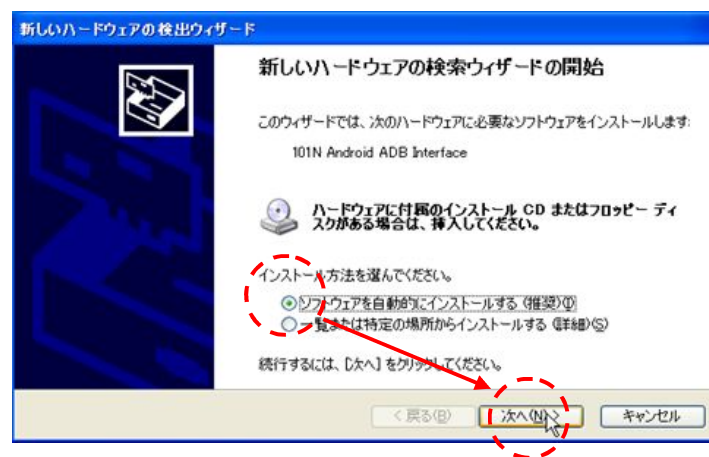 新しいハードウェアの検出ウィザード
新しいハードウェアの検索ウィザードの開始
このウィザードでは、次のハードウェアに必要なソフトウェアをインストールします:
101N Android ADB Interface
ハードウェアに付属のインストール CD またはフロッピー ディ
スクがある場合は、挿入してください。
インストール方法を選んでください。
ソフトウェアを自動的にインストールする (推奨)(I)
一覧または特定の場所からインストールする (詳細)(S)
続行するには、[次へ] をクリックしてください。
< 戻る(B)
次へ(N) >
キャンセル